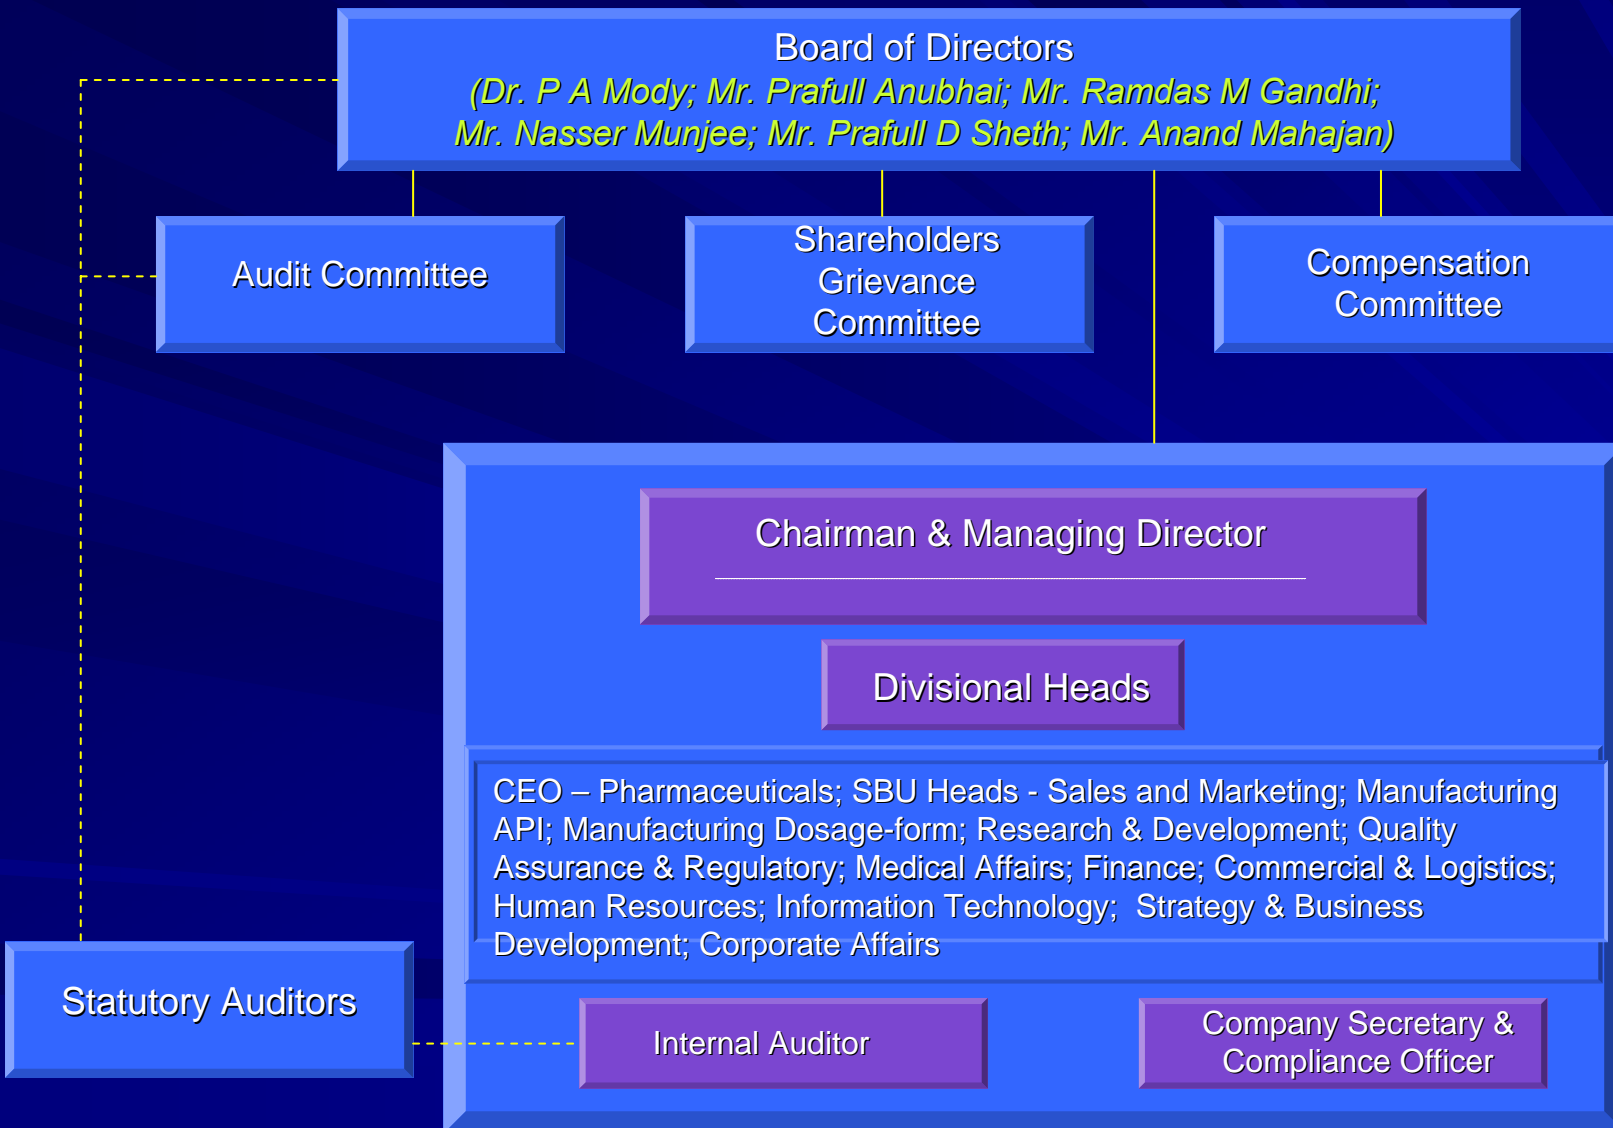 Board of Directors
(Dr. P A Mody; Mr. Prafull Anubhai; Mr. Ramdas M Gandhi;
Mr. Nasser Munjee; Mr. Prafull D Sheth; Mr. Anand Mahajan)
Audit Committee
Shareholders
Grievance
Committee
Compensation
Committee
Chairman & Managing Director
Divisional Heads
CEO – Pharmaceuticals; SBU Heads - Sales and Marketing; Manufacturing
API; Manufacturing Dosage-form; Research & Development; Quality
Assurance & Regulatory; Medical Affairs; Finance; Commercial & Logistics;
Human Resources; Information Technology;  Strategy & Business
Development; Corporate Affairs
Statutory Auditors
Internal Auditor
Company Secretary &
Compliance Officer